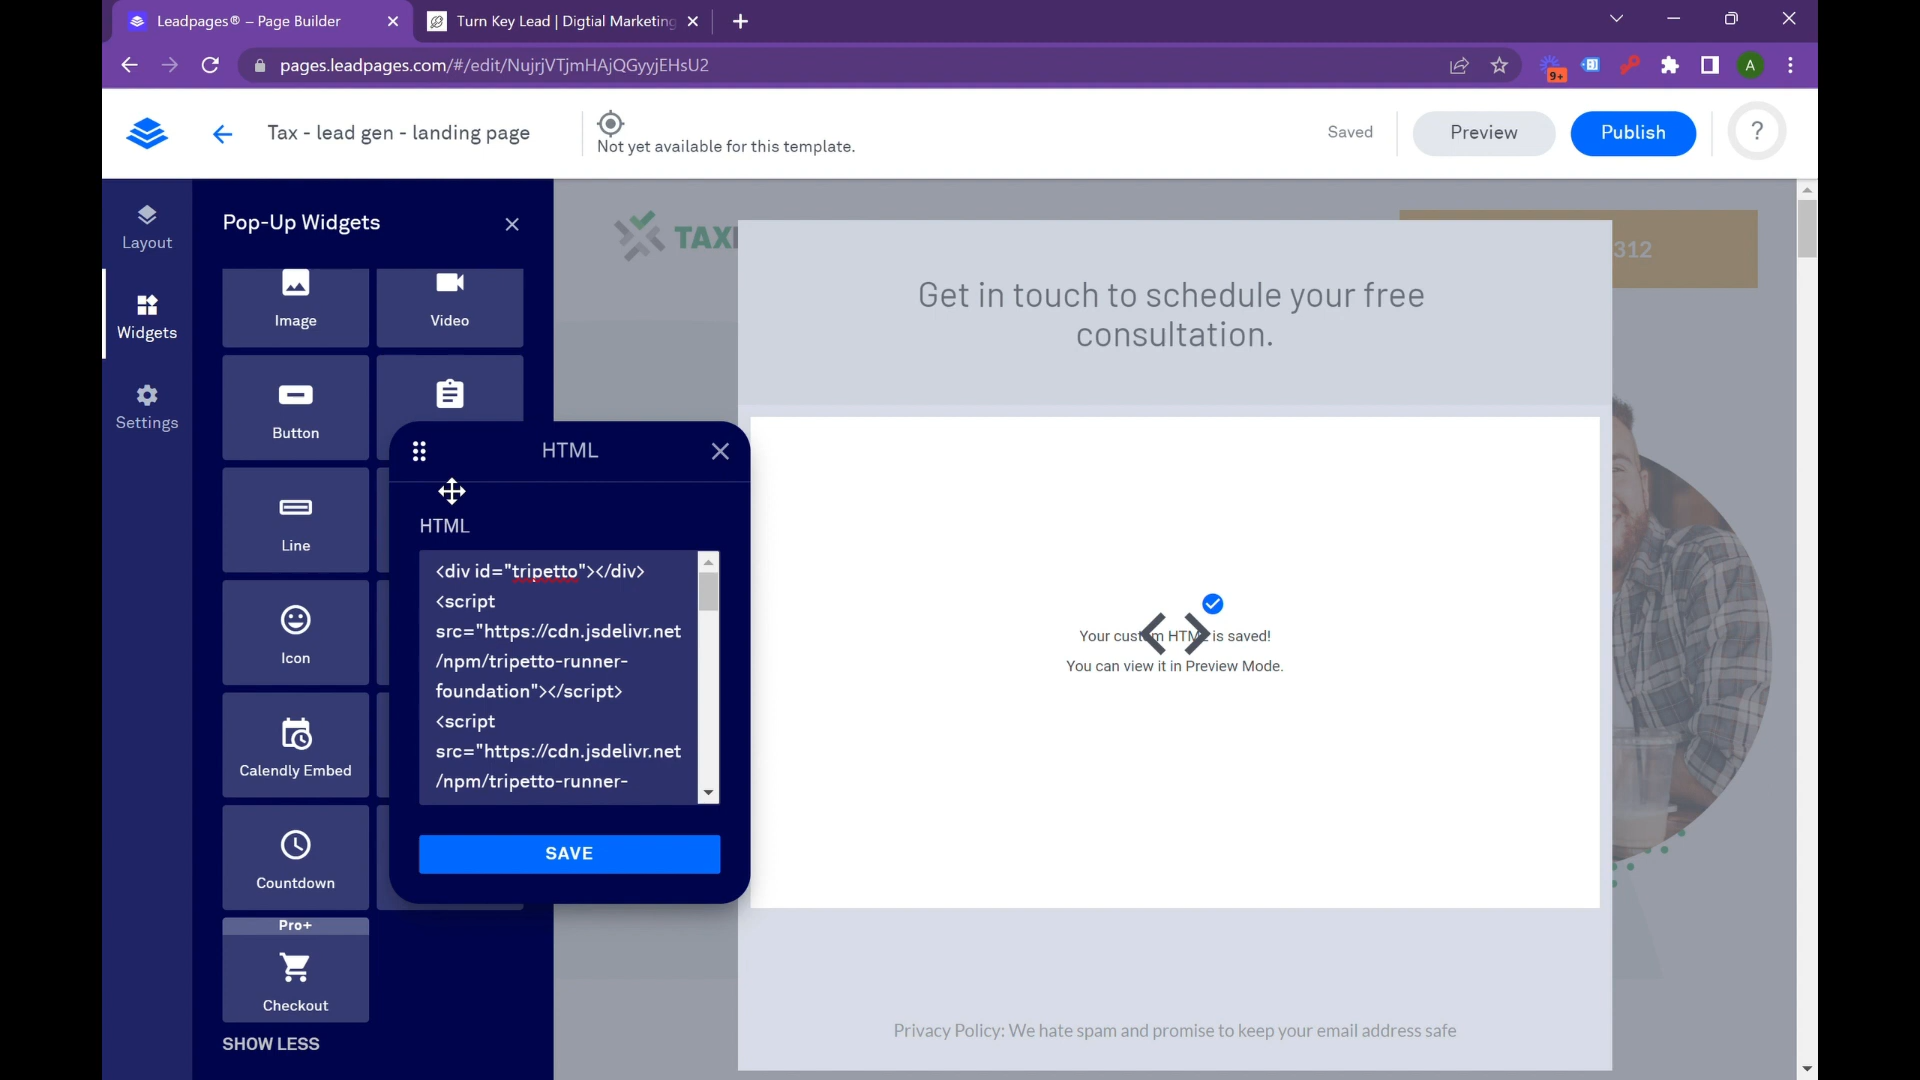 Leadpages® – Page Builder
Turn Key Lead | Digtial Marketing
pages.leadpages.com/#/edit/NujrjVTjmHAjQGyyjEHsU2
9+
A
Tax - lead gen - landing page
Not yet available for this template.
Saved
Preview
Publish
?
Layout
Widgets
Settings
Pop-Up Widgets
Image
Video
Button
Line
Icon
Calendly Embed
Countdown
Pro+
Checkout
SHOW LESS
HTML
HTML
<div id="tripetto"></div>
<script
src="https://cdn.jsdelivr.net
/npm/tripetto-runner-
foundation"></script>
<script
src="https://cdn.jsdelivr.net
/npm/tripetto-runner-
SAVE
TAX
312
Get in touch to schedule your free
consultation.
Your custom HTML is saved!
You can view it in Preview Mode.
Privacy Policy: We hate spam and promise to keep your email address safe